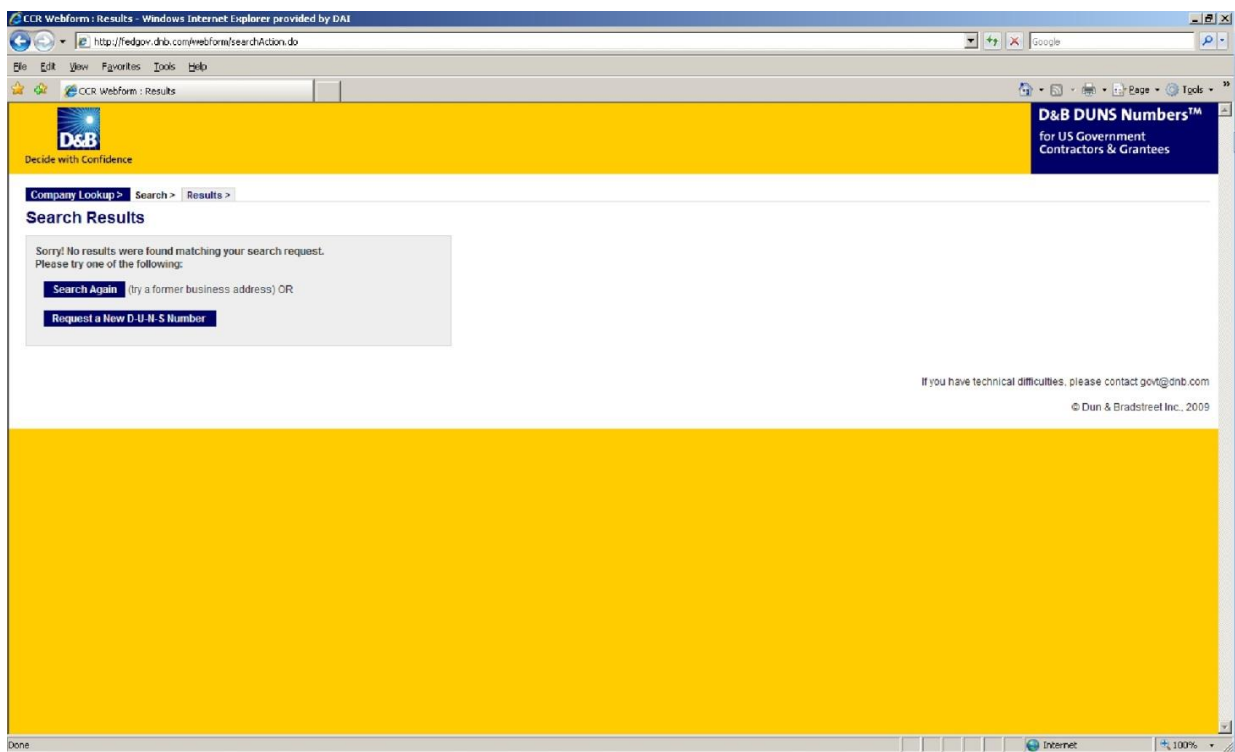 CCR Webform : Results - Windows Internet Explorer provided by DAI
http://fedgov.dnb.com/webform/searchAction.do
Google
File Edit View Favorites Tools Help
CCR Webform : Results
Page Tools
D&B
Decide with Confidence
D&B DUNS Numbers™
for US Government
Contractors & Grantees
Company Lookup > Search > Results >
Search Results
Sorry! No results were found matching your search request.
Please try one of the following:
Search Again (try a former business address) OR
Request a New D-U-N-S Number
If you have technical difficulties, please contact govt@dnb.com
© Dun & Bradstreet Inc., 2009
Done
Internet
100%